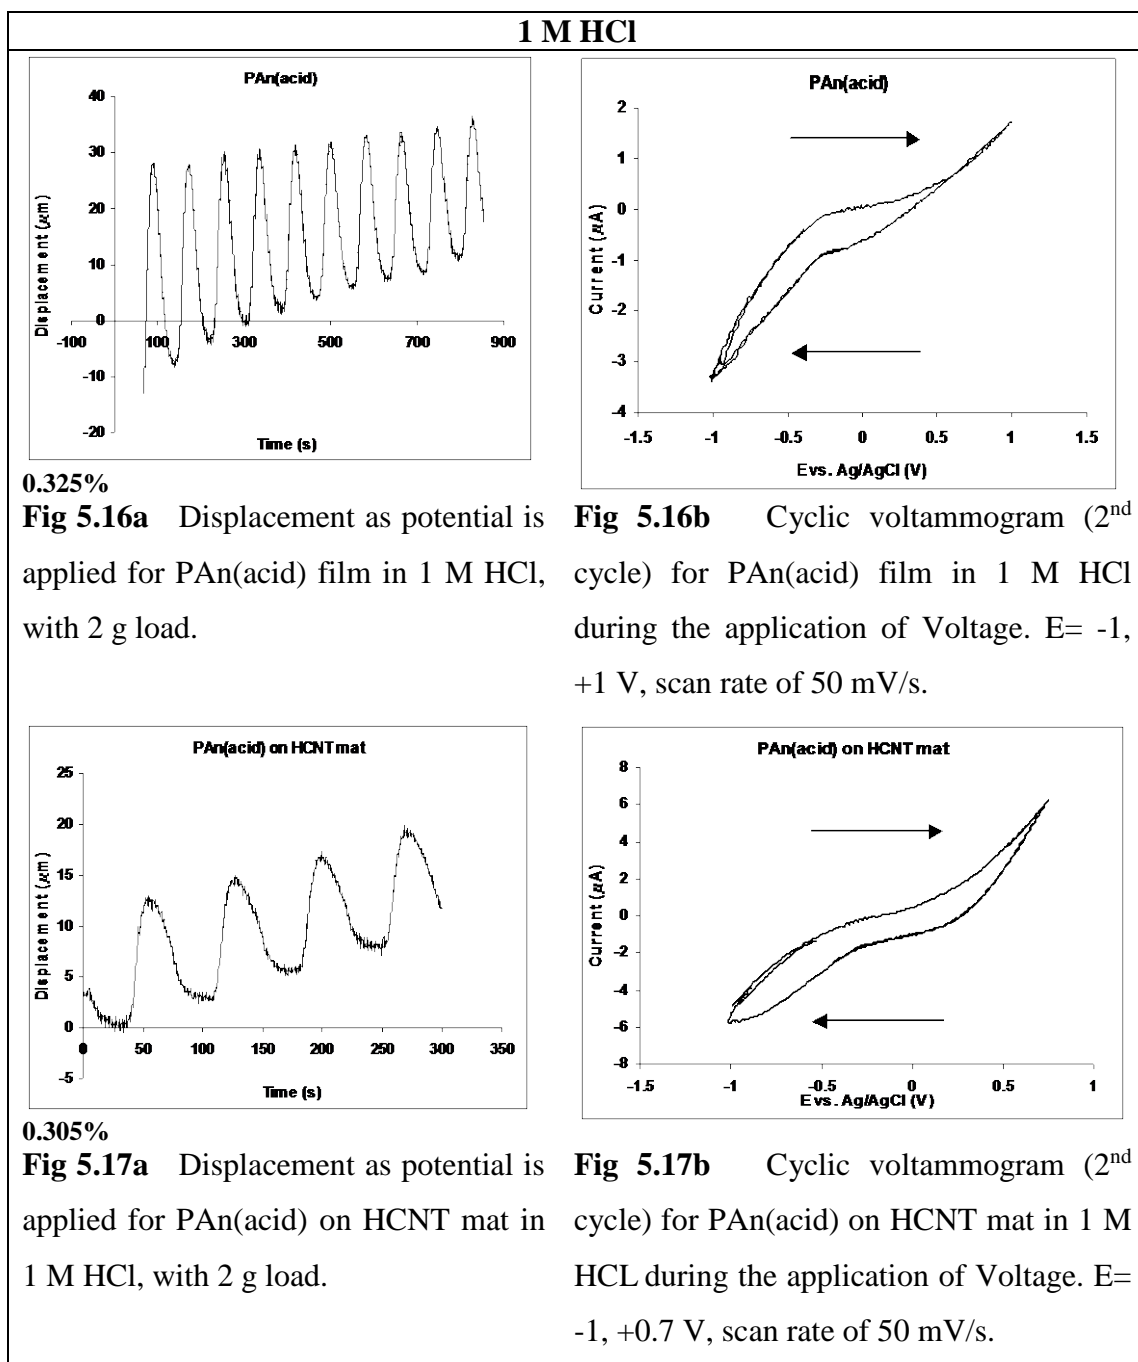 1 M HCl
PAn(acid)
40
30
20
10
0
-10
-20
-100
100
300
500
700
900
Displacement (µm)
Time (s)
0.325%
Fig 5.16a Displacement as potential is
applied for PAn(acid) film in 1 M HCl,
with 2 g load.
PAn(acid)
2
1
0
-1
-2
-3
-4
-1.5
-1
-0.5
0
0.5
1
1.5
Current (µA)
E vs. Ag/AgCl (V)
Fig 5.16b Cyclic voltammogram (2nd
cycle) for PAn(acid) film in 1 M HCl
during the application of Voltage. E= -1,
+1 V, scan rate of 50 mV/s.
PAn(acid) on HCNT mat
25
20
15
10
5
0
-5
0
50
100
150
200
250
300
350
Displacement (µm)
Time (s)
0.305%
Fig 5.17a Displacement as potential is
applied for PAn(acid) on HCNT mat in
1 M HCl, with 2 g load.
PAn(acid) on HCNT mat
8
6
4
2
0
-2
-4
-6
-8
-1.5
-1
-0.5
0
0.5
1
Current (µA)
E vs. Ag/AgCl (V)
Fig 5.17b Cyclic voltammogram (2nd
cycle) for PAn(acid) on HCNT mat in 1 M
HCL during the application of Voltage. E=
-1, +0.7 V, scan rate of 50 mV/s.